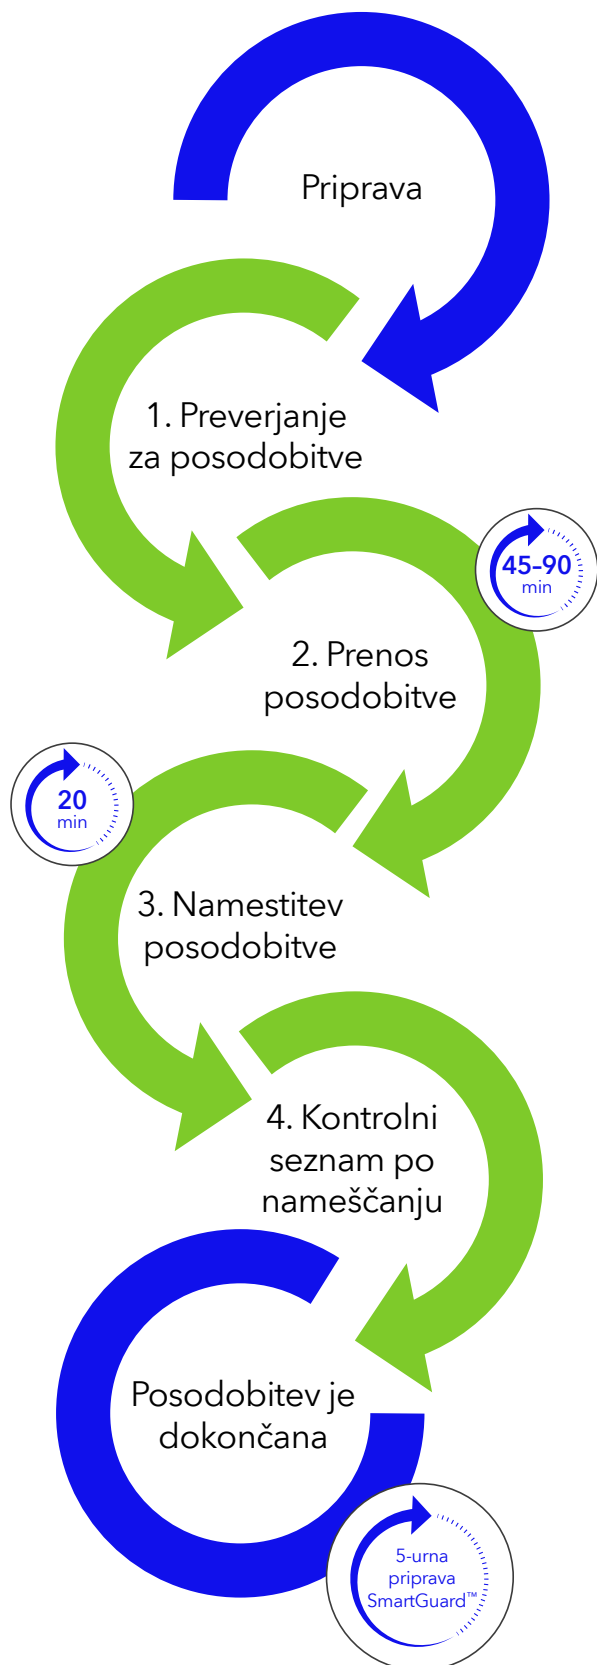 Priprava
1. Preverjanje
za posodobitve
45–90
min
2. Prenos
posodobitve
20
min
3. Namestitev
posodobitve
4. Kontrolni
seznam po
nameščanju
Posodobitev je
dokončana
5-urna
priprava
SmartGuard™